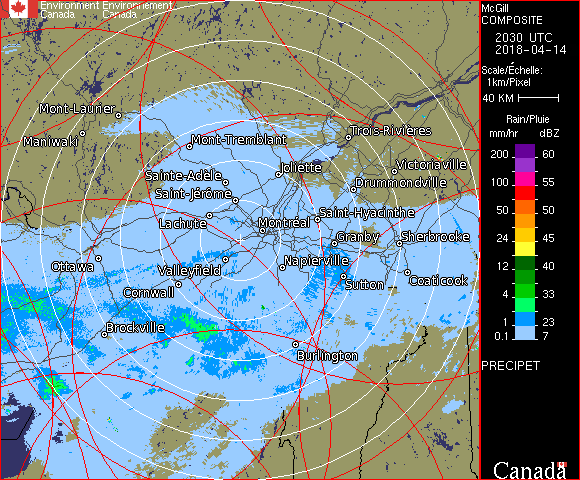 Environment Environnement
Canada Canada
McGill
COMPOSITE
2030 UTC
2018-04-14
Scale/Échelle:
1km/Pixel
40 KM
Rain/Pluie
mm/hr dBZ
200 60
100 55
50 50
24 45
12 40
4 33
1 23
0.1 7
PRECIPET
Canada
Mont-Laurier
Maniwaki
Mont-Tremblant
Trois-Rivières
Joliette
Victoriaville
Sainte-Adèle
Drummondville
Saint-Jérôme
Lachute
Saint-Hyacinthe
Montréal
Granby
Sherbrooke
Ottawa
Valleyfield
Napierville
Cornwall
Sutton
Coaticook
Brockville
Burlington